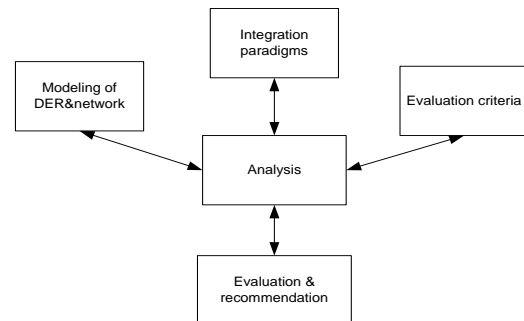 Integration
paradigms
Modeling of
DER&network
Evaluation criteria
Analysis
Evaluation &
recommendation